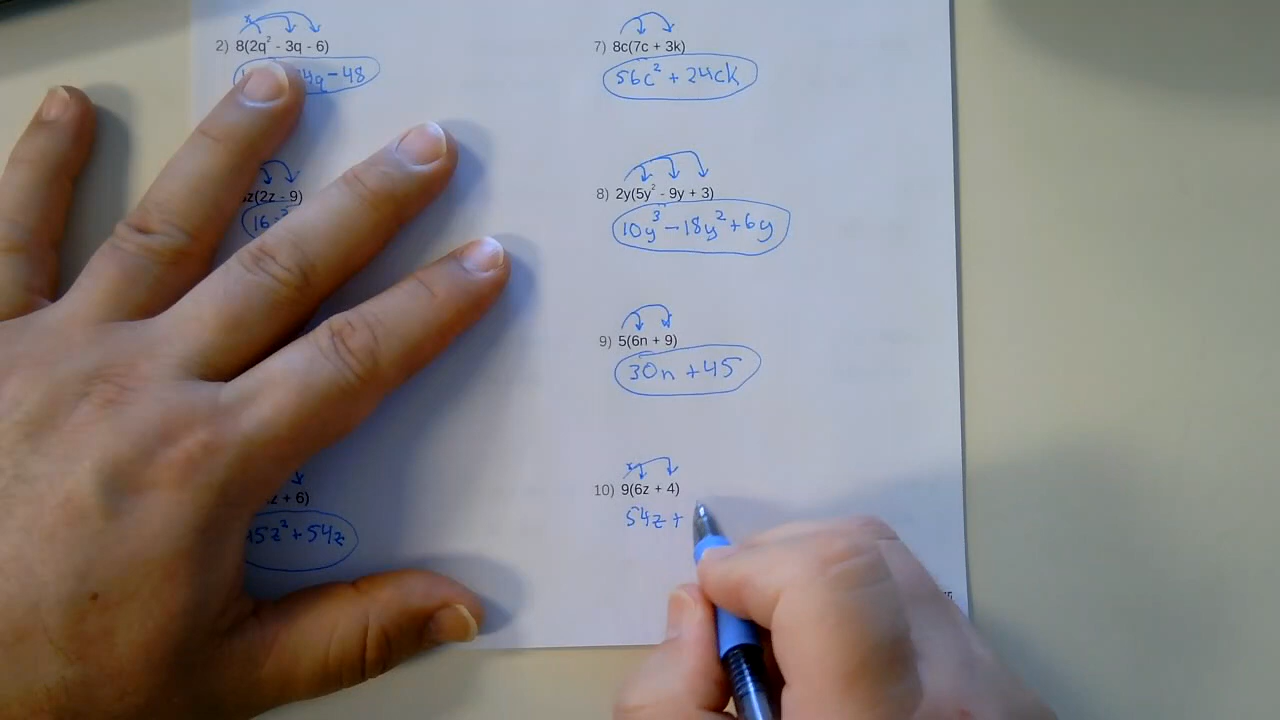 2) 8(2q² - 3q - 6)
4q - 48
z(2z - 9)
16
z + 6)
45z² + 54z
7) 8c(7c + 3k)
56c² + 24ck
8) 2y(5y² - 9y + 3)
10y³ - 18y² + 6y
9) 5(6n + 9)
30n + 45
10) 9(6z + 4)
54z +